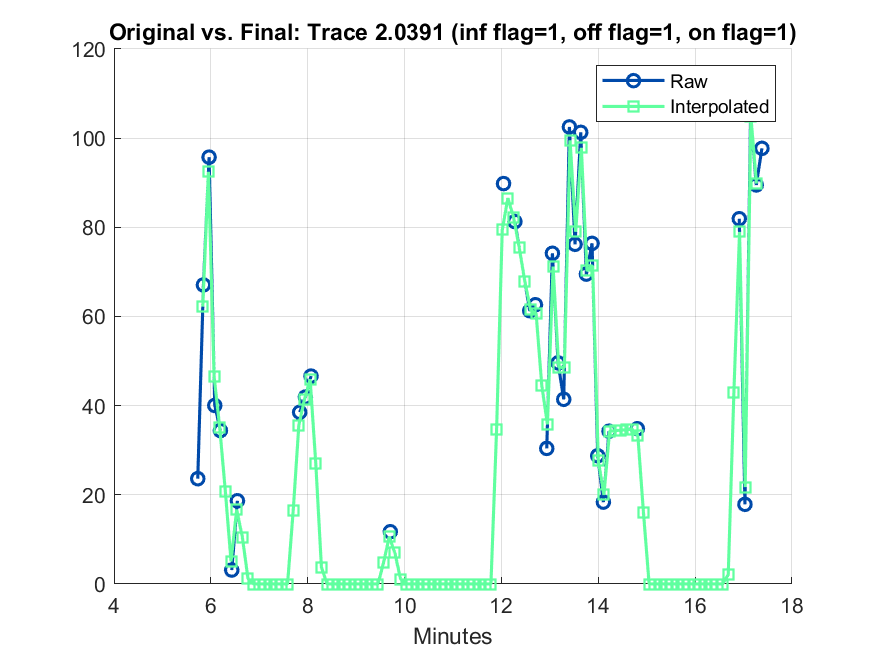 Original vs. Final: Trace 2.0391 (inf flag=1, off flag=1, on flag=1)
120
100
80
60
40
20
0
4 6 8 10 12 14 16 18
Minutes
Raw
Interpolated